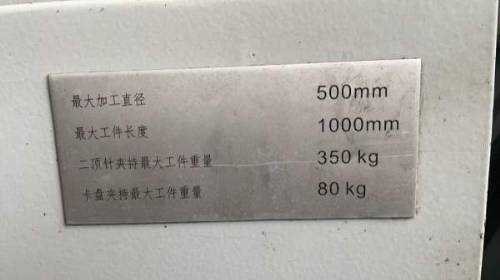 最大加工直径 500mm
最大工件长度 1000mm
二项针夹持最大工件重量 350 kg
卡盘夹持最大工件重量 80 kg